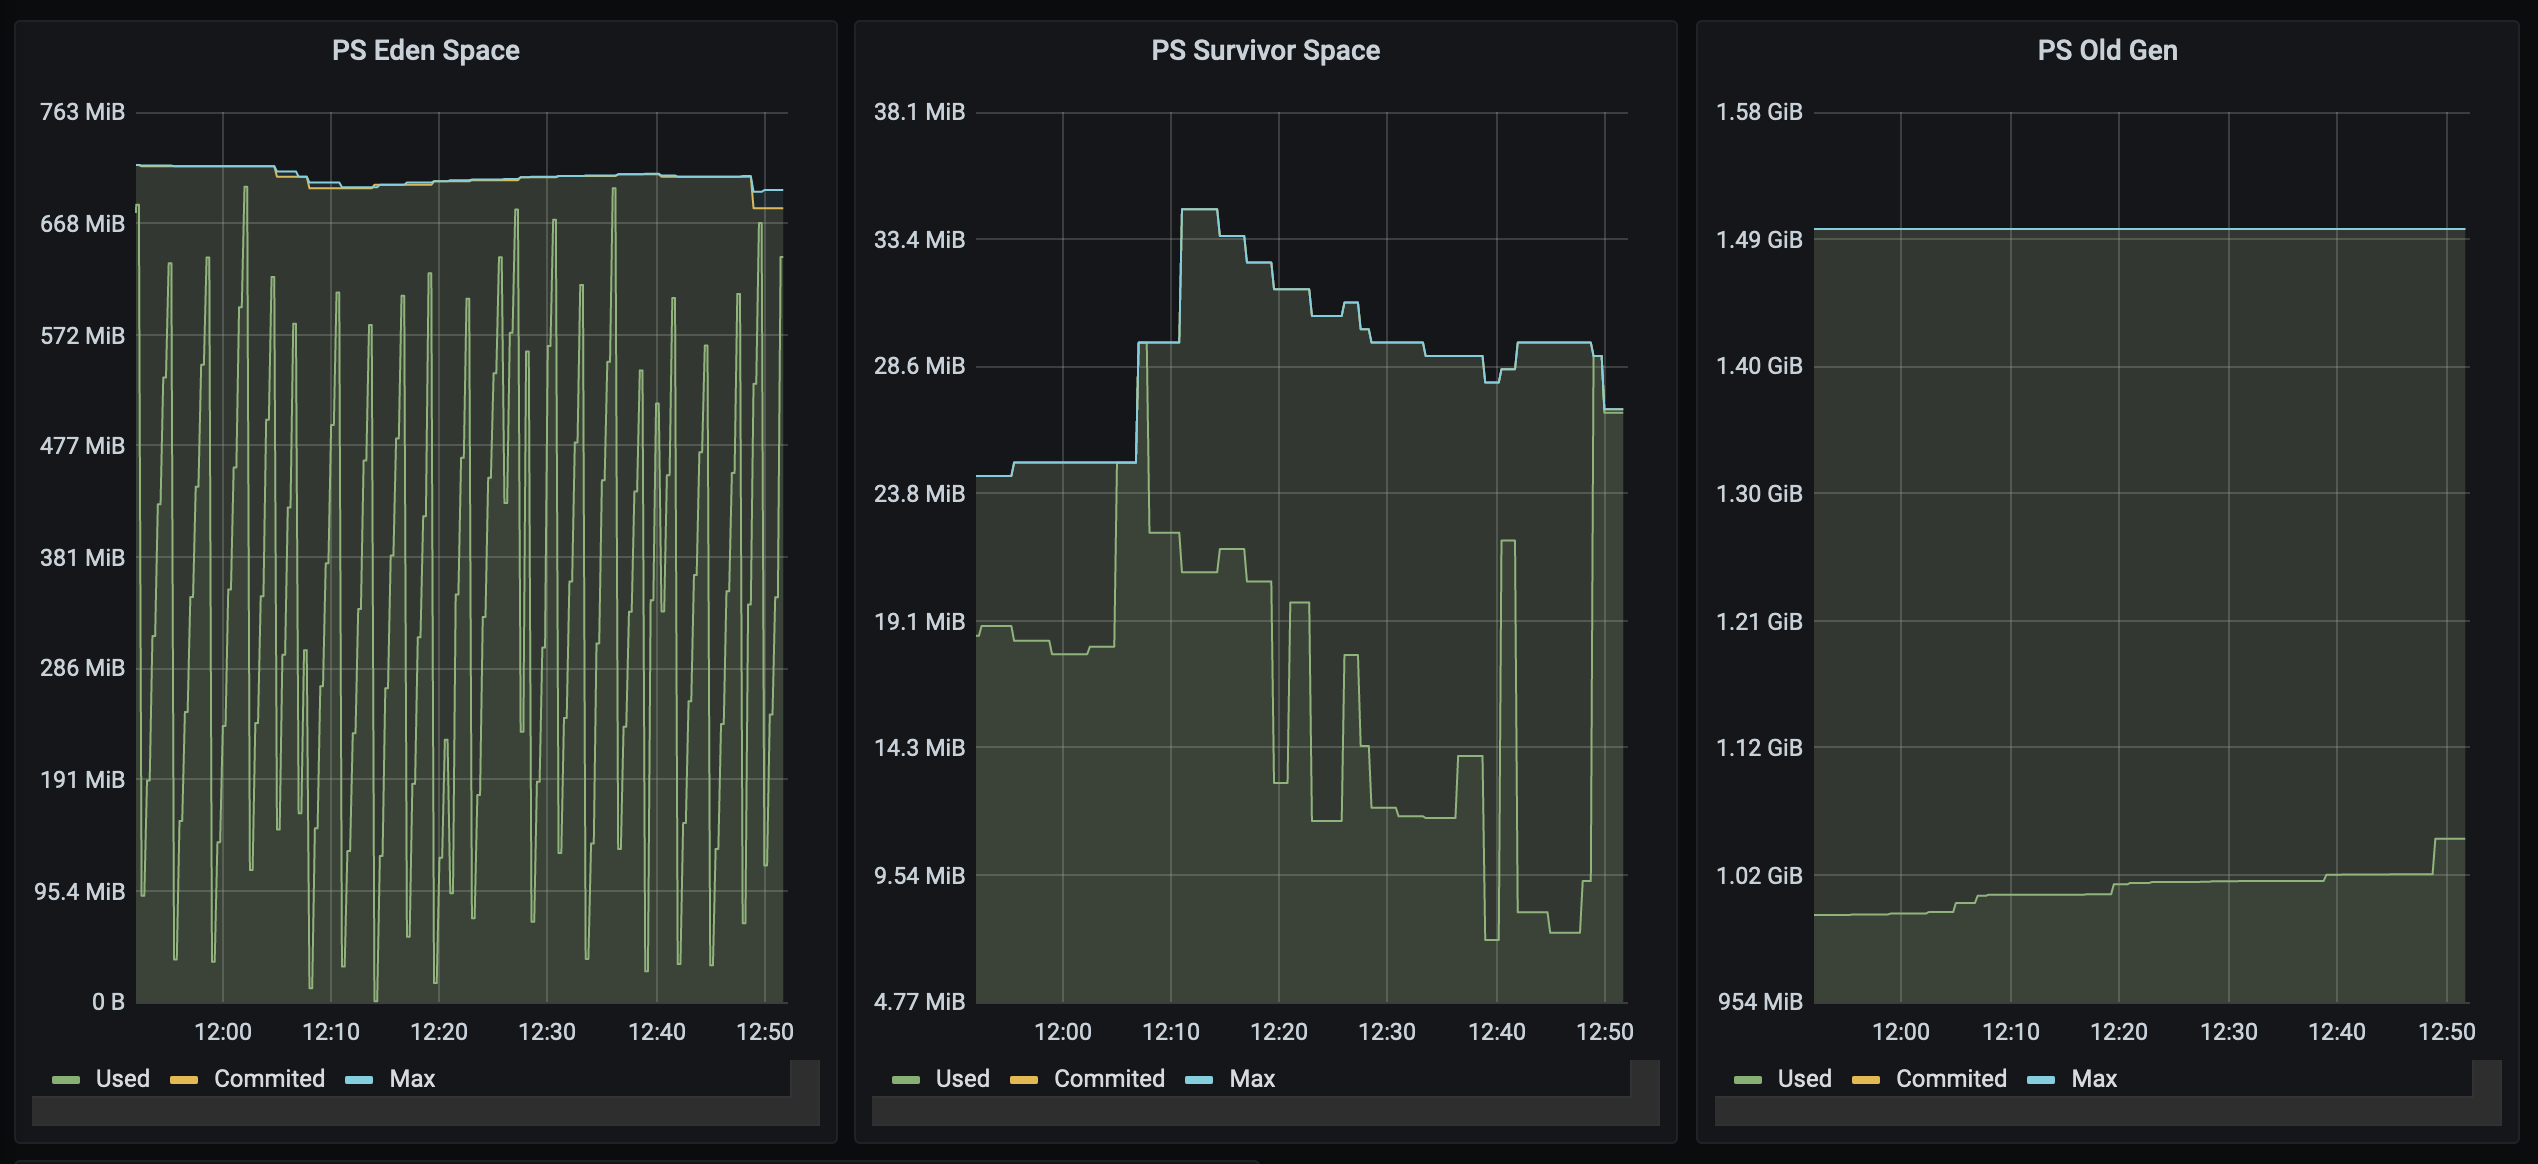 PS Eden Space
763 MiB
668 MiB
572 MiB
477 MiB
381 MiB
286 MiB
191 MiB
95.4 MiB
0 B
12:00 12:10 12:20 12:30 12:40 12:50
Used Commited Max
PS Survivor Space
38.1 MiB
33.4 MiB
28.6 MiB
23.8 MiB
19.1 MiB
14.3 MiB
9.54 MiB
4.77 MiB
12:00 12:10 12:20 12:30 12:40 12:50
Used Commited Max
PS Old Gen
1.58 GiB
1.49 GiB
1.40 GiB
1.30 GiB
1.21 GiB
1.12 GiB
1.02 GiB
954 MiB
12:00 12:10 12:20 12:30 12:40 12:50
Used Commited Max